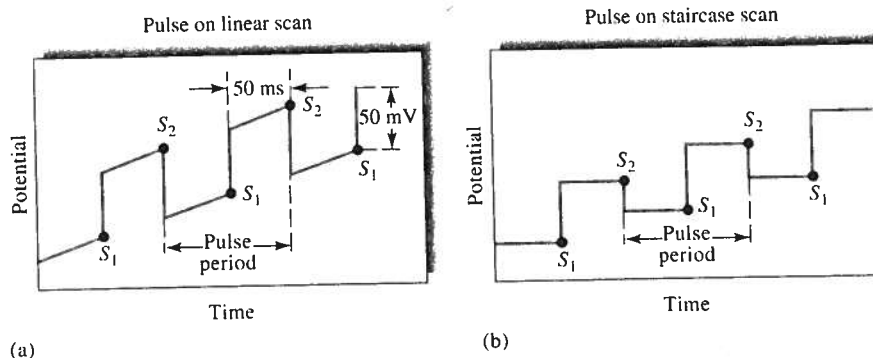 Pulse on linear scan
50 ms
S2
50 mV
S2
S1
S1
S1
Pulse
period
Potential
Time
(a)
Pulse on staircase scan
S2
S2
S1
S1
S1
Pulse
period
Potential
Time
(b)